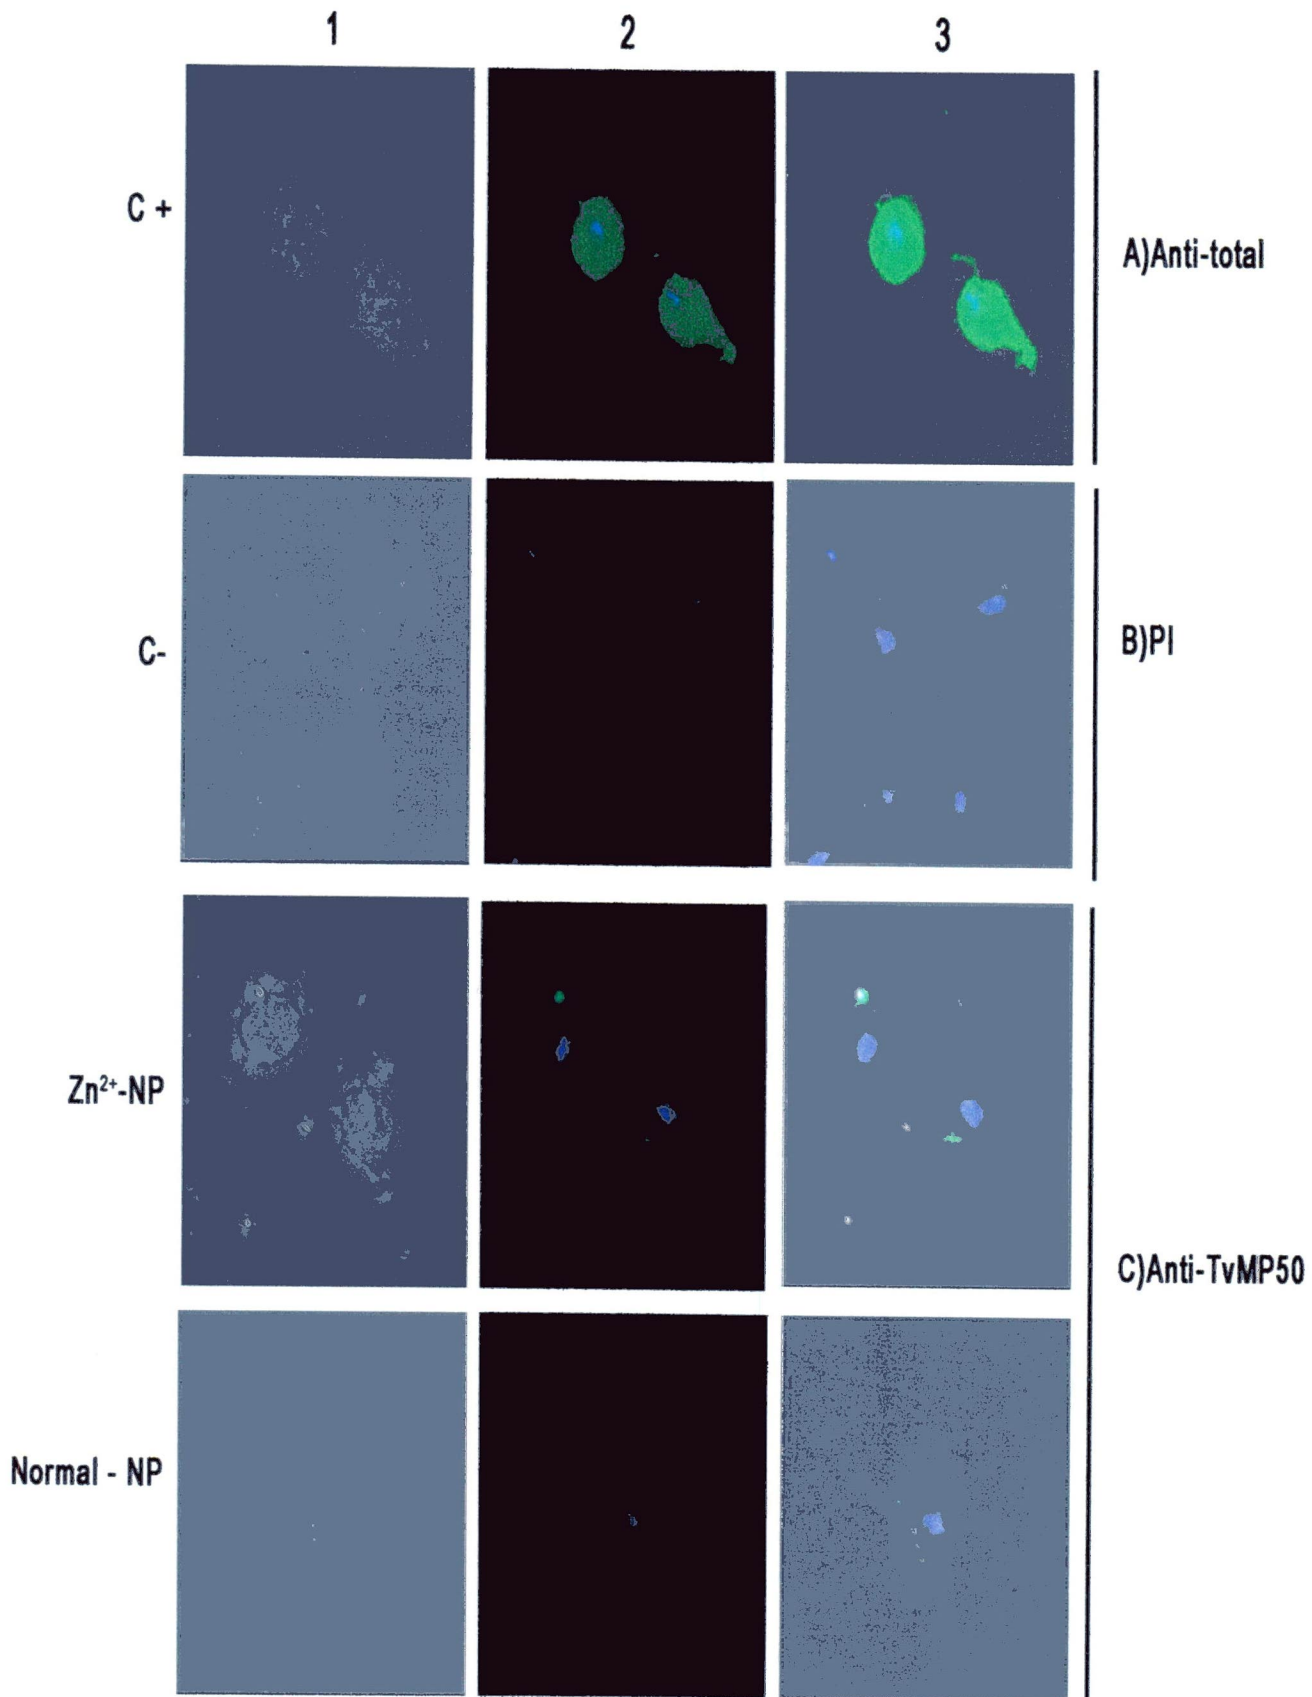 1
2
3
C +
A)Anti-total
C-
B)PI
Zn²⁺-NP
C)Anti-TvMP50
Normal - NP